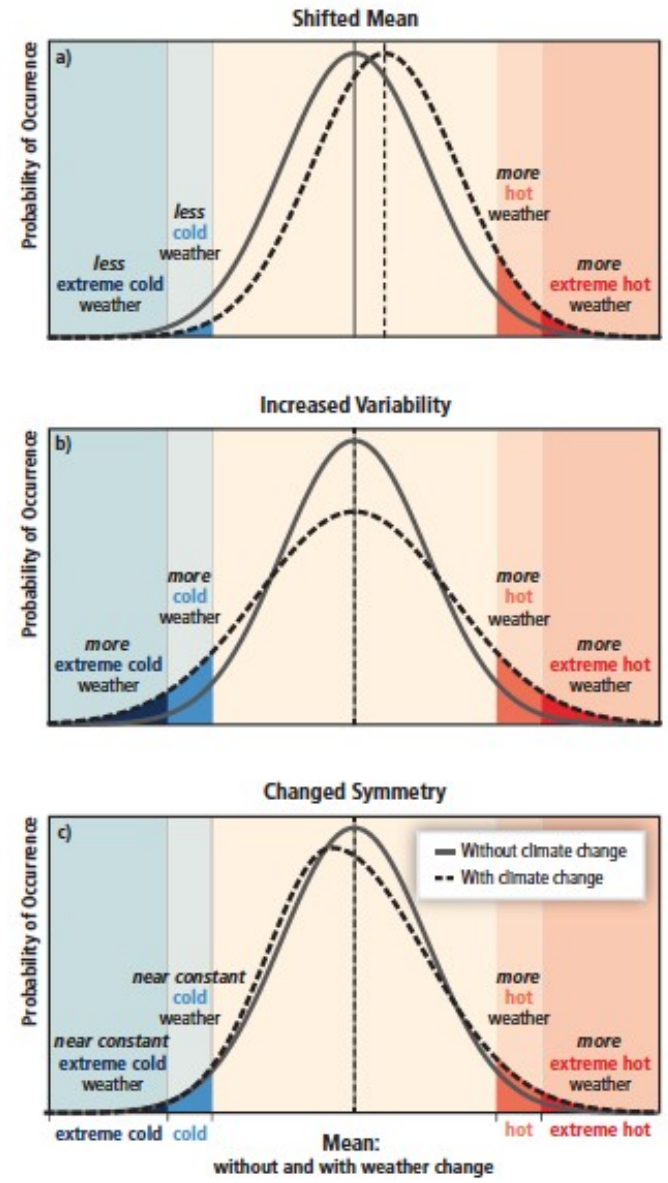 Shifted Mean
a)
Probability of Occurrence
less
cold
weather
less
extreme cold
weather
more
hot
weather
more
extreme hot
weather
Increased Variability
b)
Probability of Occurrence
more
cold
weather
more
extreme cold
weather
more
hot
weather
more
extreme hot
weather
Changed Symmetry
c)
Probability of Occurrence
Without climate change
With climate change
near constant
cold
weather
near constant
extreme cold
weather
more
hot
weather
more
extreme hot
weather
extreme cold
cold
Mean:
without and with weather change
hot
extreme hot